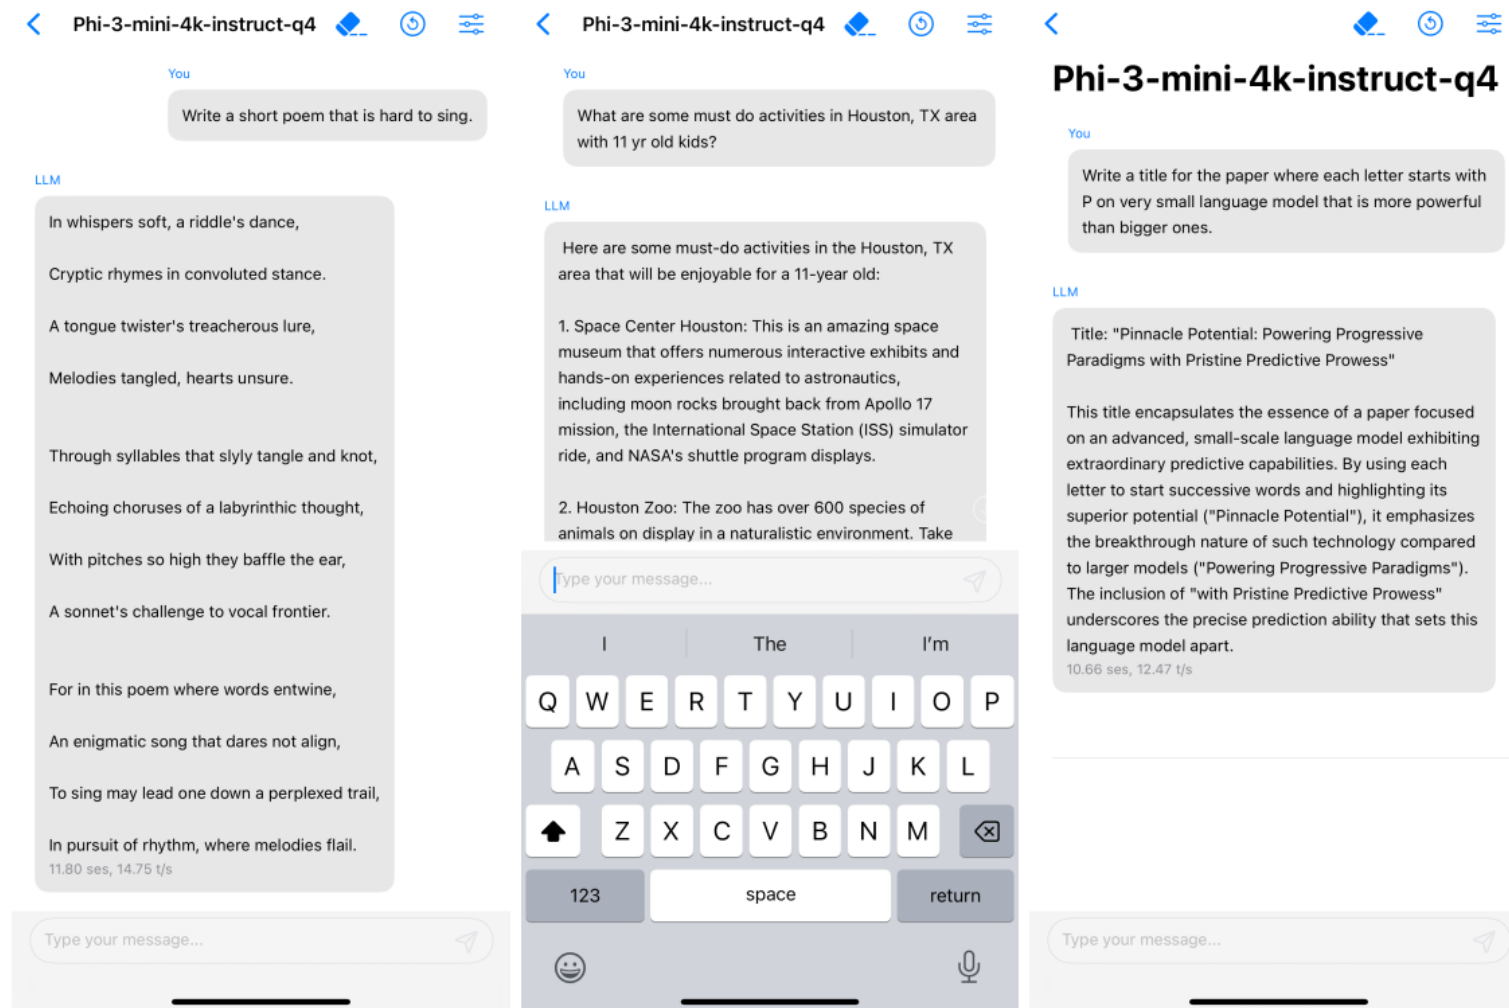 Phi-3-mini-4k-instruct-q4
You
Write a short poem that is hard to sing.
LLM
In whispers soft, a riddle's dance,
Cryptic rhymes in convoluted stance.
A tongue twister's treacherous lure,
Melodies tangled, hearts unsure.
Through syllables that slyly tangle and knot,
Echoing choruses of a labyrinthic thought,
With pitches so high they baffle the ear,
A sonnet's challenge to vocal frontier.
For in this poem where words entwine,
An enigmatic song that dares not align,
To sing may lead one down a perplexed trail,
In pursuit of rhythm, where melodies flail.
11.80 ses, 14.75 t/s
Type your message...
Phi-3-mini-4k-instruct-q4
You
What are some must do activities in Houston, TX area
with 11 yr old kids?
LLM
Here are some must-do activities in the Houston, TX
area that will be enjoyable for a 11-year old:
1. Space Center Houston: This is an amazing space
museum that offers numerous interactive exhibits and
hands-on experiences related to astronautics,
including moon rocks brought back from Apollo 17
mission, the International Space Station (ISS) simulator
ride, and NASA's shuttle program displays.
2. Houston Zoo: The zoo has over 600 species of
animals on display in a naturalistic environment. Take
Type your message...
I The I'm
Q W E R T Y U I O P
A S D F G H J K L
Z X C V B N M
123 space return
Phi-3-mini-4k-instruct-q4
You
Write a title for the paper where each letter starts with
P on very small language model that is more powerful
than bigger ones.
LLM
Title: "Pinnacle Potential: Powering Progressive
Paradigms with Pristine Predictive Prowess"
This title encapsulates the essence of a paper focused
on an advanced, small-scale language model exhibiting
extraordinary predictive capabilities. By using each
letter to start successive words and highlighting its
superior potential ("Pinnacle Potential"), it emphasizes
the breakthrough nature of such technology compared
to larger models ("Powering Progressive Paradigms").
The inclusion of "with Pristine Predictive Prowess"
underscores the precise prediction ability that sets this
language model apart.
10.66 ses, 12.47 t/s
Type your message...